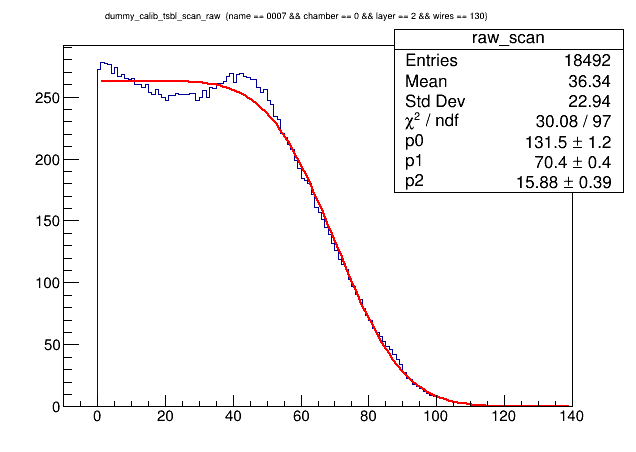 dummy_calib_tsbl_scan_raw (name == 0007 && chamber == 0 && layer == 2 && wires == 130)
raw_scan
Entries 18492
Mean 36.34
Std Dev 22.94
χ² / ndf 30.08 / 97
p0 131.5 ± 1.2
p1 70.4 ± 0.4
p2 15.88 ± 0.39
250
200
150
100
50
0
0 20 40 60 80 100 120 140